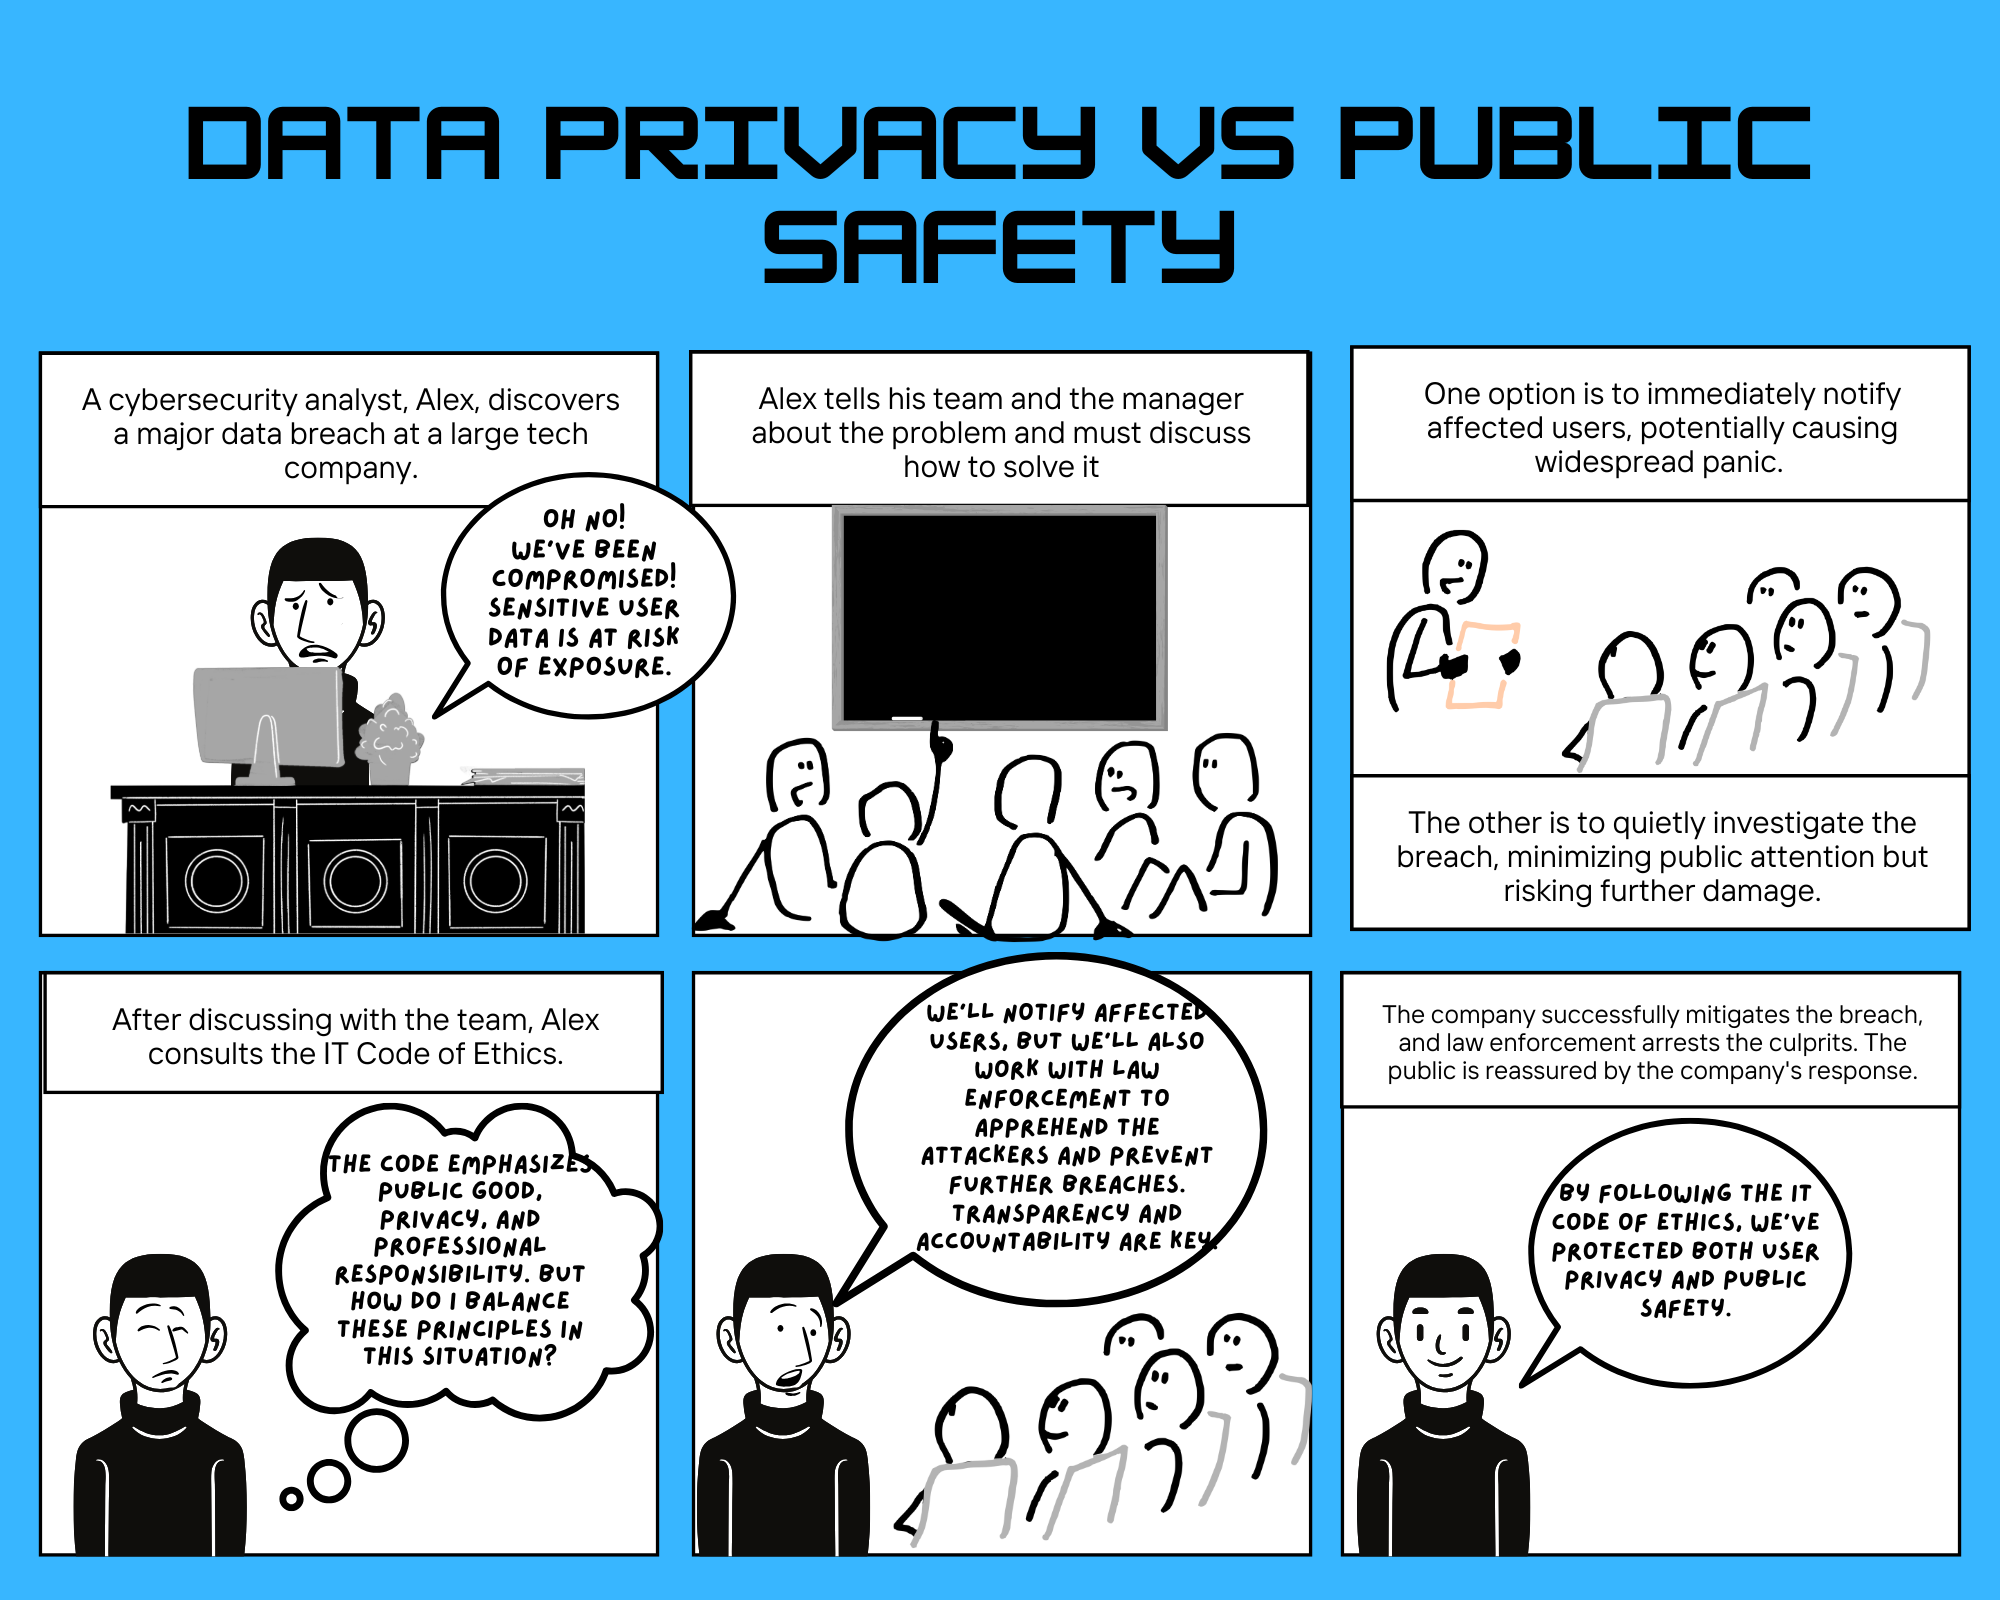 DATA PRIVACY VS PUBLIC
SAFETY
A cybersecurity analyst, Alex, discovers
a major data breach at a large tech
company.
OH NO!
WE'VE BEEN
COMPROMISED!
SENSITIVE USER
DATA IS AT RISK
OF EXPOSURE.
Alex tells his team and the manager
about the problem and must discuss
how to solve it
One option is to immediately notify
affected users, potentially causing
widespread panic.
The other is to quietly investigate the
breach, minimizing public attention but
risking further damage.
After discussing with the team, Alex
consults the IT Code of Ethics.
THE CODE EMPHASIZES
PUBLIC GOOD,
PRIVACY, AND
PROFESSIONAL
RESPONSIBILITY. BUT
HOW DO I BALANCE
THESE PRINCIPLES IN
THIS SITUATION?
WE'LL NOTIFY AFFECTED
USERS, BUT WE'LL ALSO
WORK WITH LAW
ENFORCEMENT TO
APPREHEND THE
ATTACKERS AND PREVENT
FURTHER BREACHES.
TRANSPARENCY AND
ACCOUNTABILITY ARE KEY.
The company successfully mitigates the breach,
and law enforcement arrests the culprits. The
public is reassured by the company's response.
BY FOLLOWING THE IT
CODE OF ETHICS, WE'VE
PROTECTED BOTH USER
PRIVACY AND PUBLIC
SAFETY.